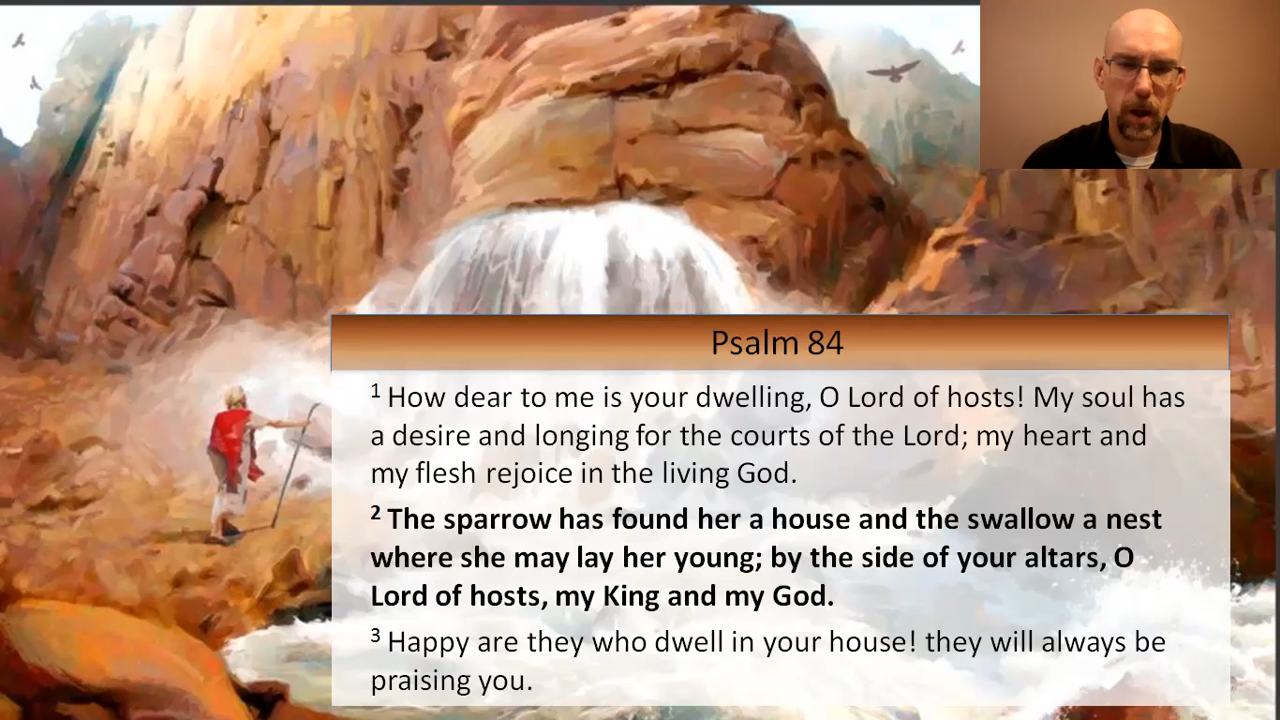 Psalm 84
1 How dear to me is your dwelling, O Lord of hosts! My soul has
a desire and longing for the courts of the Lord; my heart and
my flesh rejoice in the living God.
2 The sparrow has found her a house and the swallow a nest
where she may lay her young; by the side of your altars, O
Lord of hosts, my King and my God.
3 Happy are they who dwell in your house! they will always be
praising you.